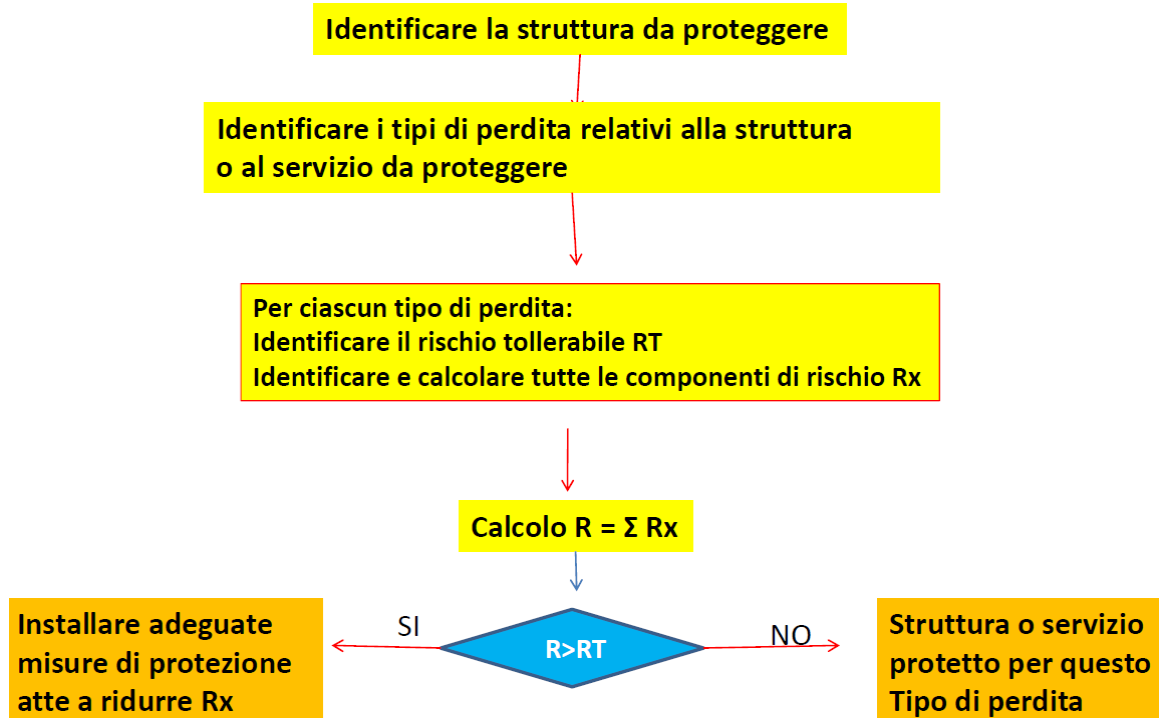 Identificare la struttura da proteggere
Identificare i tipi di perdita relativi alla struttura
o al servizio da proteggere
Per ciascun tipo di perdita:
Identificare il rischio tollerabile RT
Identificare e calcolare tutte le componenti di rischio Rx
Calcolo R = Σ Rx
R>RT
SI
NO
Installare adeguate
misure di protezione
atte a ridurre Rx
Struttura o servizio
protetto per questo
Tipo di perdita